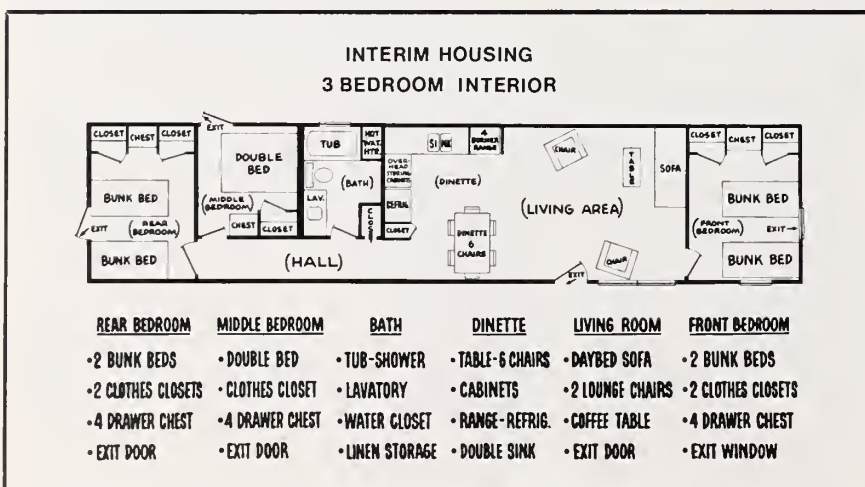 INTERIM HOUSING
3 BEDROOM INTERIOR
CLOSET
CHEST
CLOSET
EXIT
BUNK BED
(REAR BEDROOM)
EXIT
BUNK BED
DOUBLE BED
(MIDDLE BEDROOM)
CHEST
CLOSET
(HALL)
TUB
HOT WAT. HTR.
(BATH)
LAV.
OVER-
HEAD
CABINETS
REFRIG.
CLOSET
SINK
4 BURNER RANGE
(DINETTE)
DINETTE
6
CHAIRS
CHAIR
TABLE
SOFA
(LIVING AREA)
CHAIR
EXIT
CLOSET
CHEST
CLOSET
BUNK BED
(FRONT BEDROOM)
EXIT
BUNK BED
REAR BEDROOM
• 2 BUNK BEDS
• 2 CLOTHES CLOSETS
• 4 DRAWER CHEST
• EXIT DOOR
MIDDLE BEDROOM
• DOUBLE BED
• CLOTHES CLOSET
• 4 DRAWER CHEST
• EXIT DOOR
BATH
• TUB-SHOWER
• LAVATORY
• WATER CLOSET
• LINEN STORAGE
DINETTE
• TABLE-6 CHAIRS
• CABINETS
• RANGE-REFRIG.
• DOUBLE SINK
LIVING ROOM
• DAYBED SOFA
• 2 LOUNGE CHAIRS
• COFFEE TABLE
• EXIT DOOR
FRONT BEDROOM
• 2 BUNK BEDS
• 2 CLOTHES CLOSETS
• 4 DRAWER CHEST
• EXIT WINDOW